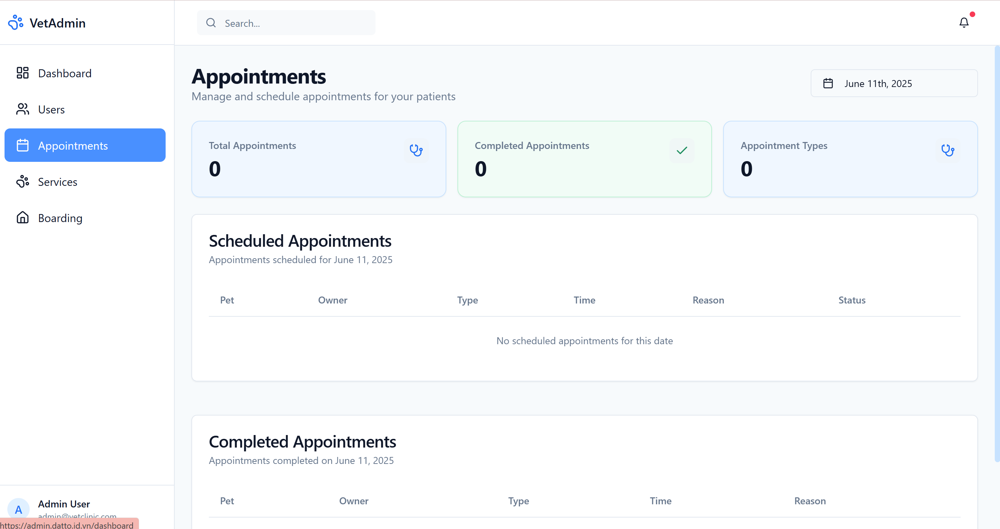 VetAdmin
Search...
Dashboard
Users
Appointments
Services
Boarding
Appointments
Manage and schedule appointments for your patients
June 11th, 2025
Total Appointments
0
Completed Appointments
0
Appointment Types
0
Scheduled Appointments
Appointments scheduled for June 11, 2025
Pet Owner Type Time Reason Status
No scheduled appointments for this date
Completed Appointments
Appointments completed on June 11, 2025
Pet Owner Type Time Reason
A
Admin User
admin@vetclinic.com
https://admin.datto.id.vn/dashboard